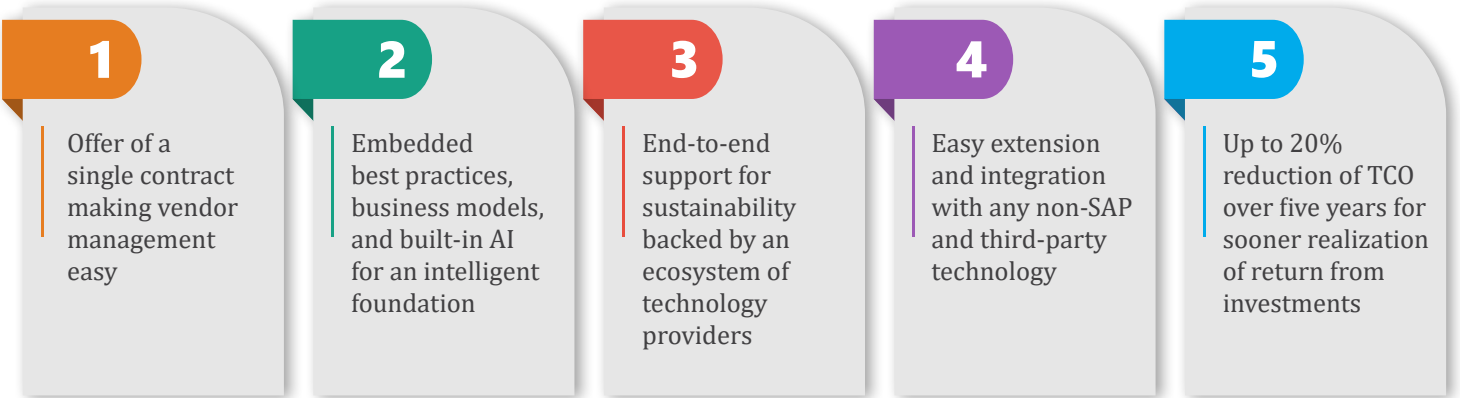 1
Offer of a
single contract
making vendor
management
easy
2
Embedded
best practices,
business models,
and built-in AI
for an intelligent
foundation
3
End-to-end
support for
sustainability
backed by an
ecosystem of
technology
providers
4
Easy extension
and integration
with any non-SAP
and third-party
technology
5
Up to 20%
reduction of TCO
over five years for
sooner realization
of return from
investments